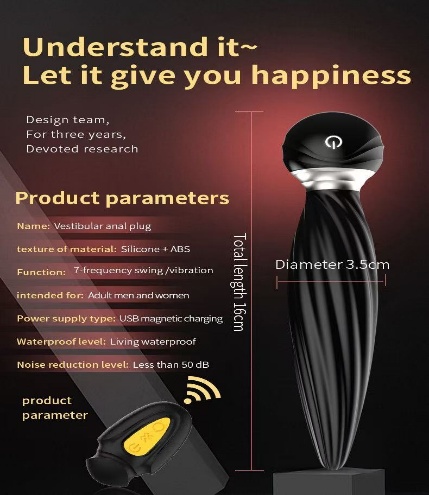 Understand it~
Let it give you happiness
Design team,
For three years,
Devoted research
Product parameters
Name: Vestibular anal plug
texture of material: Silicone + ABS
Function: 7-frequency swing /vibration
intended for: Adult men and women
Power supply type: USB magnetic charging
Waterproof level: Living waterproof
Noise reduction level: Less than 50 dB
product
parameter
Total length 16cm
Diameter 3.5cm